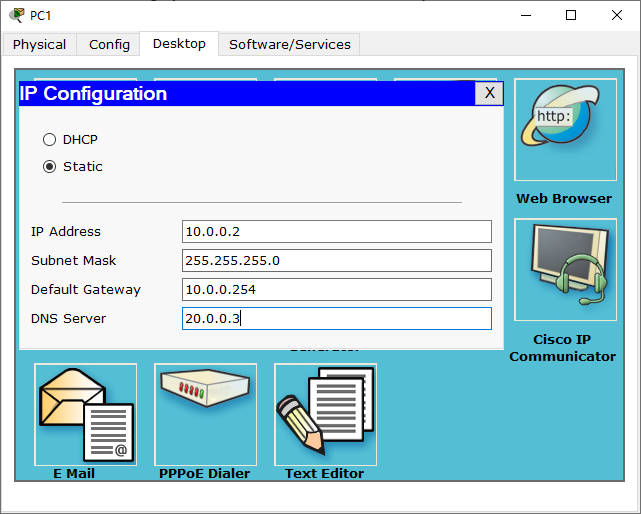 PC1
Physical Config Desktop Software/Services
IP Configuration X
http:
DHCP
Static
Web Browser
IP Address 10.0.0.2
Subnet Mask 255.255.255.0
Default Gateway 10.0.0.254
DNS Server 20.0.0.3
Cisco IP
Communicator
@
E Mail PPPoE Dialer Text Editor